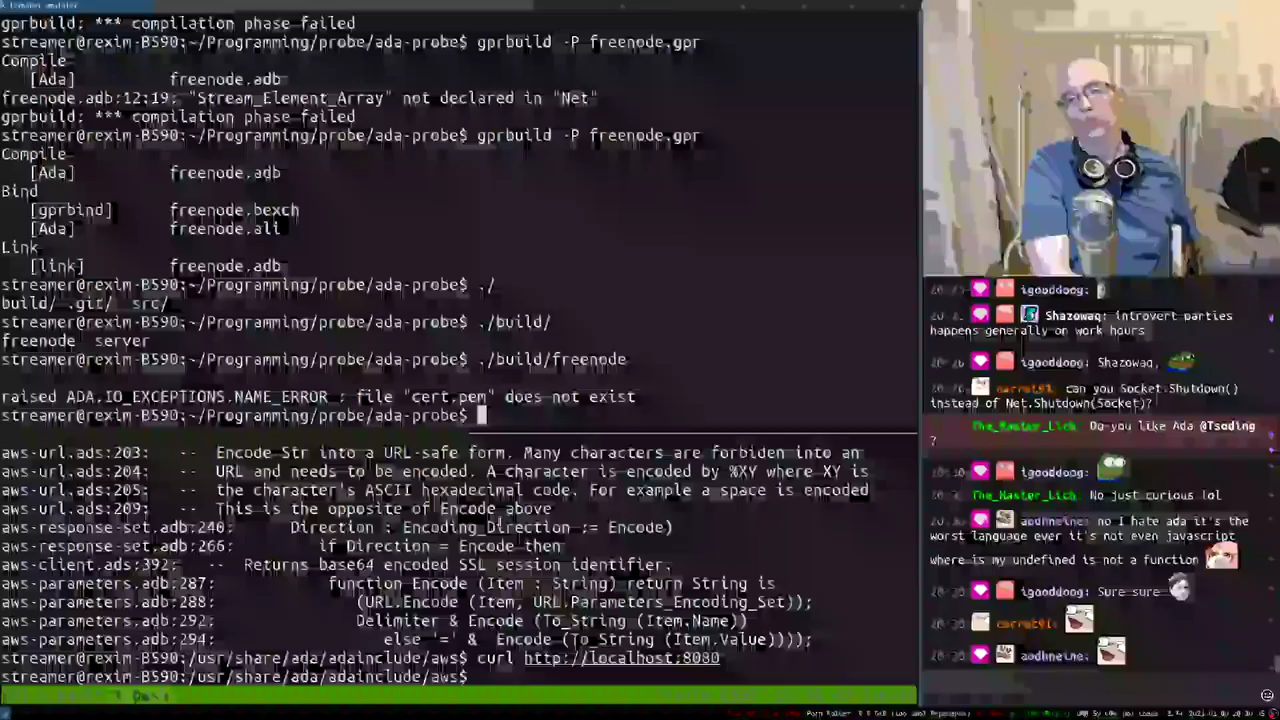 gprbuild: *** compilation phase failed
streamer@rexim-B590:~/Programming/probe/ada-probe$ gprbuild -P freenode.gpr
Compile
[Ada] freenode.adb
freenode.adb:12:19: "Stream_Element_Array" not declared in "Net"
gprbuild: *** compilation phase failed
streamer@rexim-B590:~/Programming/probe/ada-probe$ gprbuild -P freenode.gpr
Compile
[Ada] freenode.adb
Bind
[gprbind] freenode.bexch
[Ada] freenode.ali
Link
[link] freenode.adb
streamer@rexim-B590:~/Programming/probe/ada-probe$ ./
build/ .git/ src/
streamer@rexim-B590:~/Programming/probe/ada-probe$ ./build/
freenode server
streamer@rexim-B590:~/Programming/probe/ada-probe$ ./build/freenode
raised ADA.IO_EXCEPTIONS.NAME_ERROR : file "cert.pem" does not exist
streamer@rexim-B590:~/Programming/probe/ada-probe$
aws-url.ads:203: -- Encode Str into a URL-safe form. Many characters are forbidden into an
aws-url.ads:204: -- URL and needs to be encoded. A character is encoded by %XY where XY is
aws-url.ads:205: -- the character's ASCII hexadecimal code. For example a space is encoded
aws-url.ads:209: -- This is the opposite of Encode above
aws-response-set.adb:240: Direction : Encoding_Direction := Encode)
aws-response-set.adb:266: if Direction = Encode then
aws-client.ads:392: -- Returns base64 encoded SSL session identifier.
aws-parameters.adb:287: function Encode (Item : String) return String is
aws-parameters.adb:288: (URL.Encode (Item, URL.Parameters_Encoding_Set));
aws-parameters.adb:292: Delimiter & Encode (To_String (Item.Name))
aws-parameters.adb:294: else '=' & Encode (To_String (Item.Value))));
streamer@rexim-B590:/usr/share/ada/adainclude/aws$ curl http://localhost:8080
streamer@rexim-B590:/usr/share/ada/adainclude/aws$
igooddoog:
Shazowaq: introvert parties
happens generally on work hours
igooddoog: Shazowaq,
carrot91: can you Socket.Shutdown()
instead of Net.Shutdown(Socket)?
The_Master_Lich: Do you like Ada @Tsoding
?
igooddoog:
The_Master_Lich: No just curious lol
aodhneine: no I hate ada it's the
worst language ever it's not even javascript
where is my undefined is not a function
igooddoog: Sure sure
carrot91:
aodhneine: